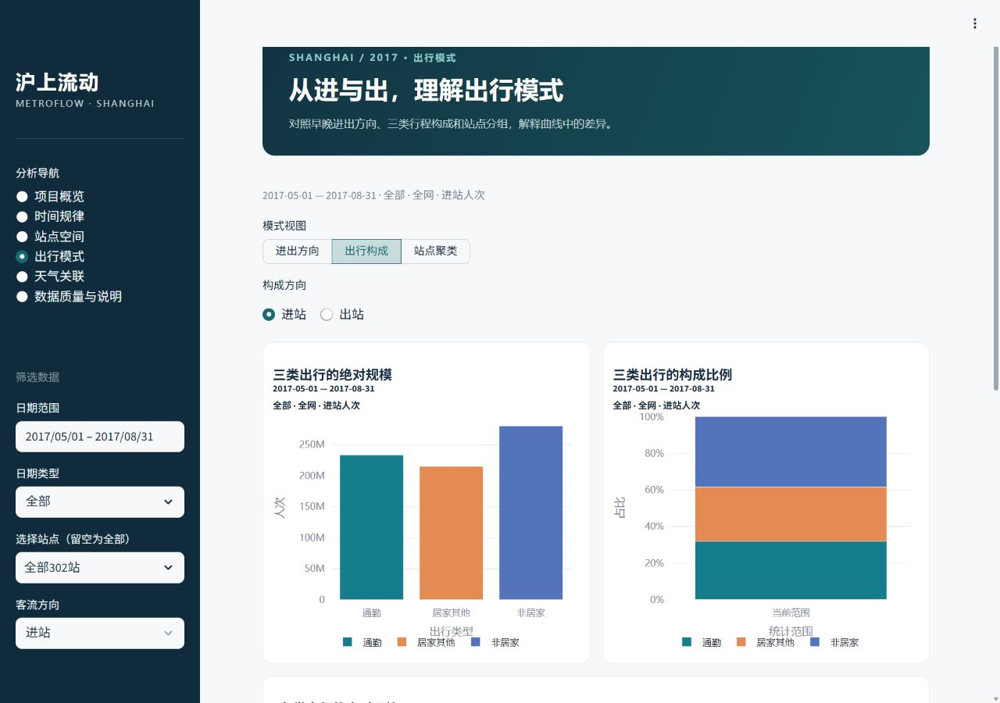 沪上流动
METROFLOW · SHANGHAI
分析导航
项目概览
时间规律
站点空间
出行模式
天气关联
数据质量与说明
筛选数据
日期范围
2017/05/01 – 2017/08/31
日期类型
全部
选择站点（留空为全部）
全部302站
客流方向
进站
SHANGHAI / 2017 • 出行模式
从进与出，理解出行模式
对照早晚进出方向、三类行程构成和站点分组，解释曲线中的差异。
2017-05-01 — 2017-08-31 · 全部 · 全网 · 进站人次
模式视图
进出方向 出行构成 站点聚类
构成方向
进站 出站
三类出行的绝对规模
2017-05-01 — 2017-08-31
全部 · 全网 · 进站人次
250M
200M
150M
100M
50M
0
人次
通勤 居家其他 非居家
出行类型
通勤 居家其他 非居家
三类出行的构成比例
2017-05-01 — 2017-08-31
全部 · 全网 · 进站人次
100%
80%
60%
40%
20%
0%
占比
当前范围
统计范围
通勤 居家其他 非居家